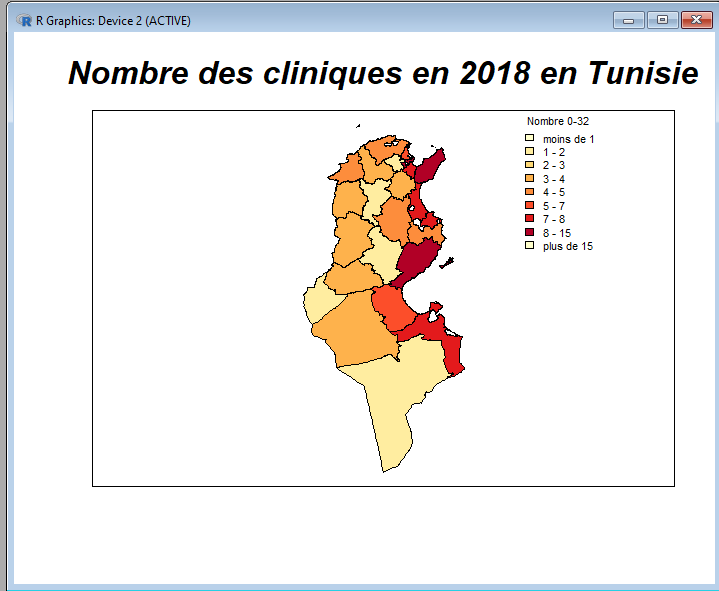 R Graphics: Device 2 (ACTIVE)
Nombre des cliniques en 2018 en Tunisie
Nombre 0-32
moins de 1
1 - 2
2 - 3
3 - 4
4 - 5
5 - 7
7 - 8
8 - 15
plus de 15